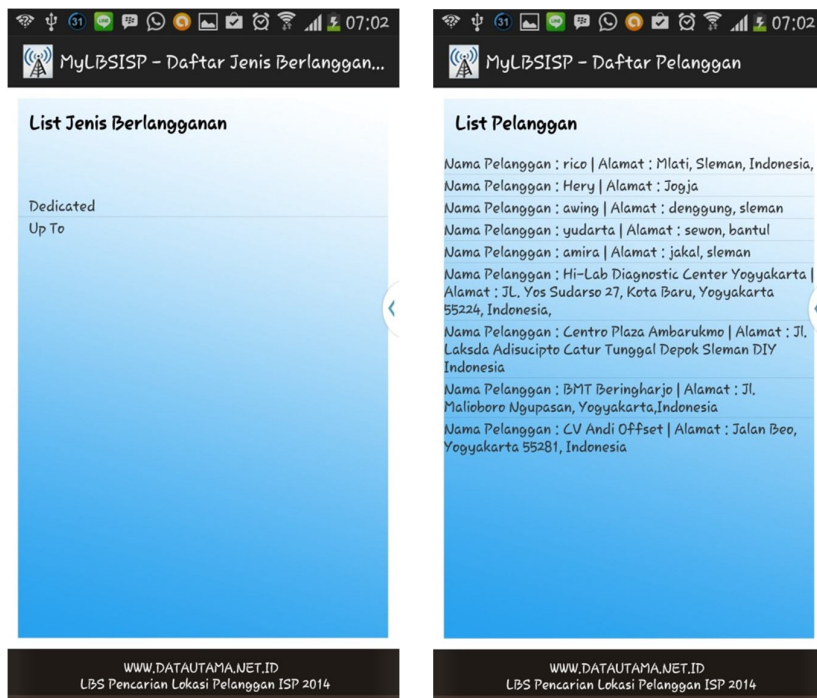 31 07:02
MyLBSISP - Daftar Jenis Berlanggan...
List Jenis Berlangganan
Dedicated
Up To
WWW.DATAUTAMA.NET.ID
LBS Pencarian Lokasi Pelanggan ISP 2014
31 07:02
MyLBSISP - Daftar Pelanggan
List Pelanggan
Nama Pelanggan : rico | Alamat : Mlati, Sleman, Indonesia,
Nama Pelanggan : Hery | Alamat : Jogja
Nama Pelanggan : awing | Alamat : denggung, sleman
Nama Pelanggan : yudarta | Alamat : sewon, bantul
Nama Pelanggan : amira | Alamat : jakal, sleman
Nama Pelanggan : Hi-Lab Diagnostic Center Yogyakarta |
Alamat : JL. Yos Sudarso 27, Kota Baru, Yogyakarta
55224, Indonesia,
Nama Pelanggan : Centro Plaza Ambarukmo | Alamat : Jl.
Laksda Adisucipto Catur Tunggal Depok Sleman DIY
Indonesia
Nama Pelanggan : BMT Beringharjo | Alamat : Jl.
Malioboro Ngupasan, Yogyakarta,Indonesia
Nama Pelanggan : CV Andi Offset | Alamat : Jalan Beo,
Yogyakarta 55281, Indonesia
WWW.DATAUTAMA.NET.ID
LBS Pencarian Lokasi Pelanggan ISP 2014